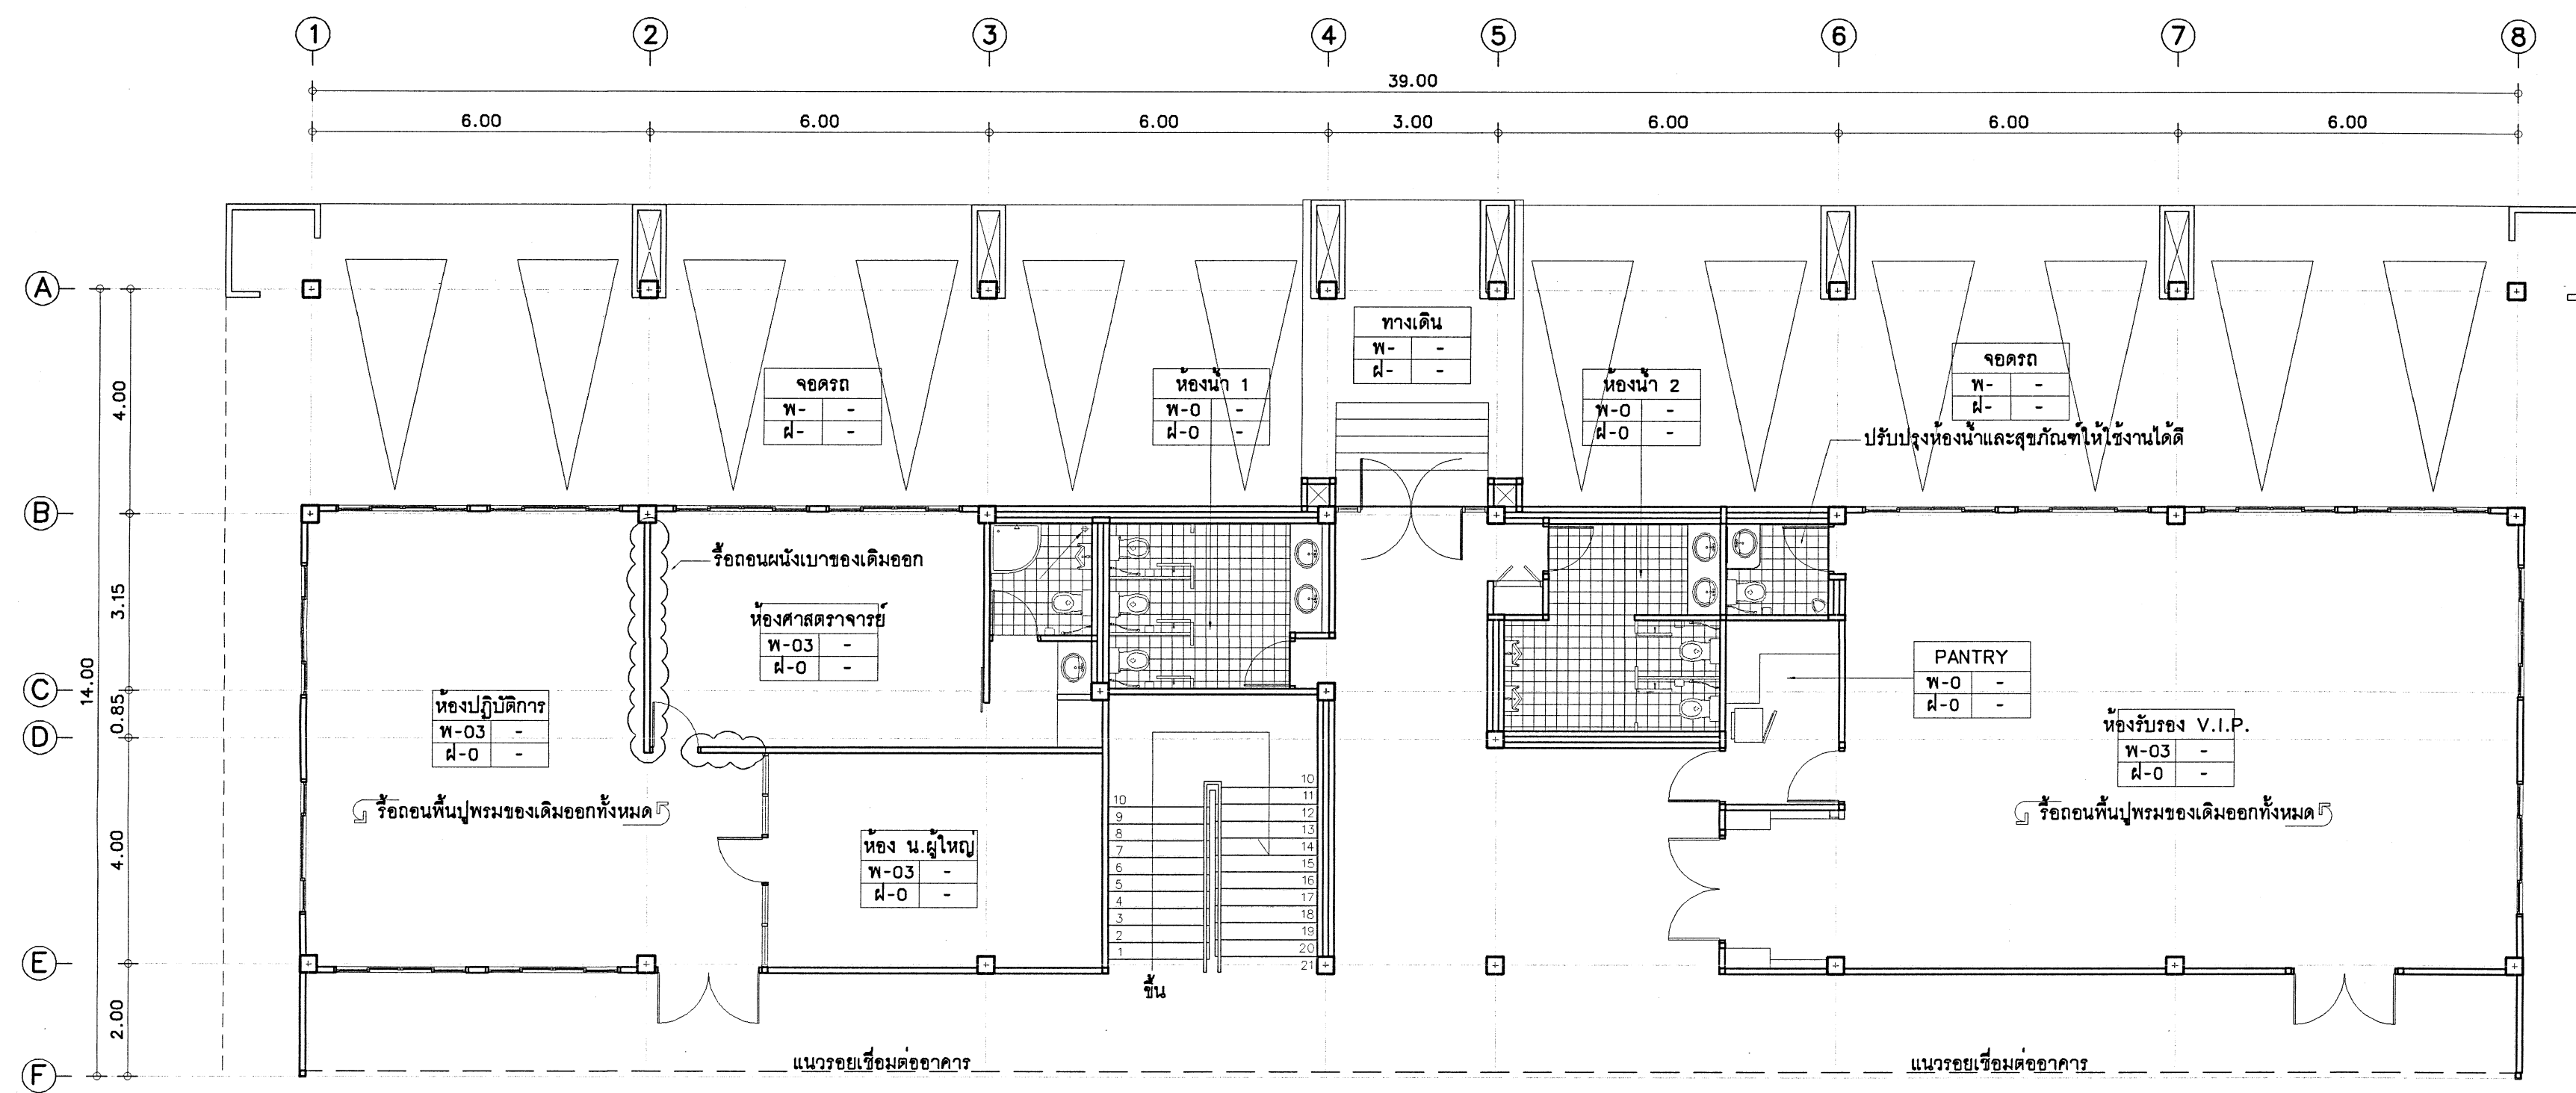 1 2 3 4 5 6 7 8
39.00
6.00 6.00 6.00 3.00 6.00 6.00 6.00
A
B
C
D
E
F
14.00
4.00
3.15
0.85
4.00
2.00
จอดรถ
พ- -
ฝ- -
ห้องน้ำ 1
พ-0 -
ฝ-0 -
ทางเดิน
พ- -
ฝ- -
ห้องน้ำ 2
พ-0 -
ฝ-0 -
จอดรถ
พ- -
ฝ- -
ปรับปรุงห้องน้ำและสุขภัณฑ์ให้ใช้งานได้ดี
รื้อถอนผนังเบาของเดิมออก
ห้องศาสตราจารย์
พ-03 -
ฝ-0 -
ห้องปฏิบัติการ
พ-03 -
ฝ-0 -
PANTRY
พ-0 -
ฝ-0 -
ห้องรับรอง V.I.P.
พ-03 -
ฝ-0 -
รื้อถอนพื้นปูพรมของเดิมออกทั้งหมด
รื้อถอนพื้นปูพรมของเดิมออกทั้งหมด
ห้อง น.ผู้ใหญ่
พ-03 -
ฝ-0 -
10
9
8
7
6
5
4
3
2
1
10
11
12
13
14
15
16
17
18
19
20
21
ขึ้น
แนวรอยเชื่อมต่ออาคาร
แนวรอยเชื่อมต่ออาคาร